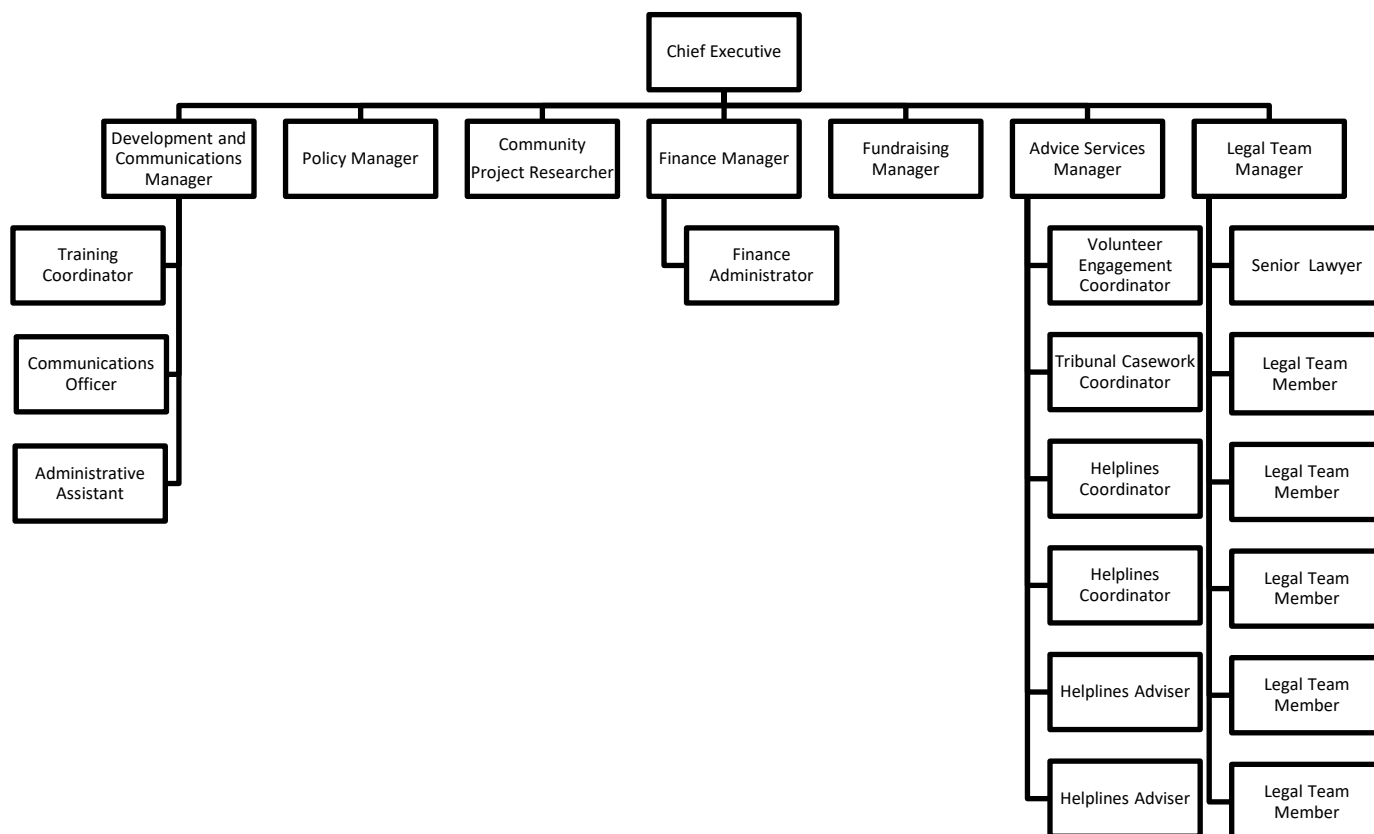 Chief Executive
Development and
Communications
Manager
Policy Manager
Community
Project Researcher
Finance Manager
Fundraising
Manager
Advice Services
Manager
Legal Team
Manager
Training
Coordinator
Communications
Officer
Administrative
Assistant
Finance
Administrator
Volunteer
Engagement
Coordinator
Tribunal Casework
Coordinator
Helplines
Coordinator
Helplines
Coordinator
Helplines Adviser
Helplines Adviser
Senior Lawyer
Legal Team
Member
Legal Team
Member
Legal Team
Member
Legal Team
Member
Legal Team
Member